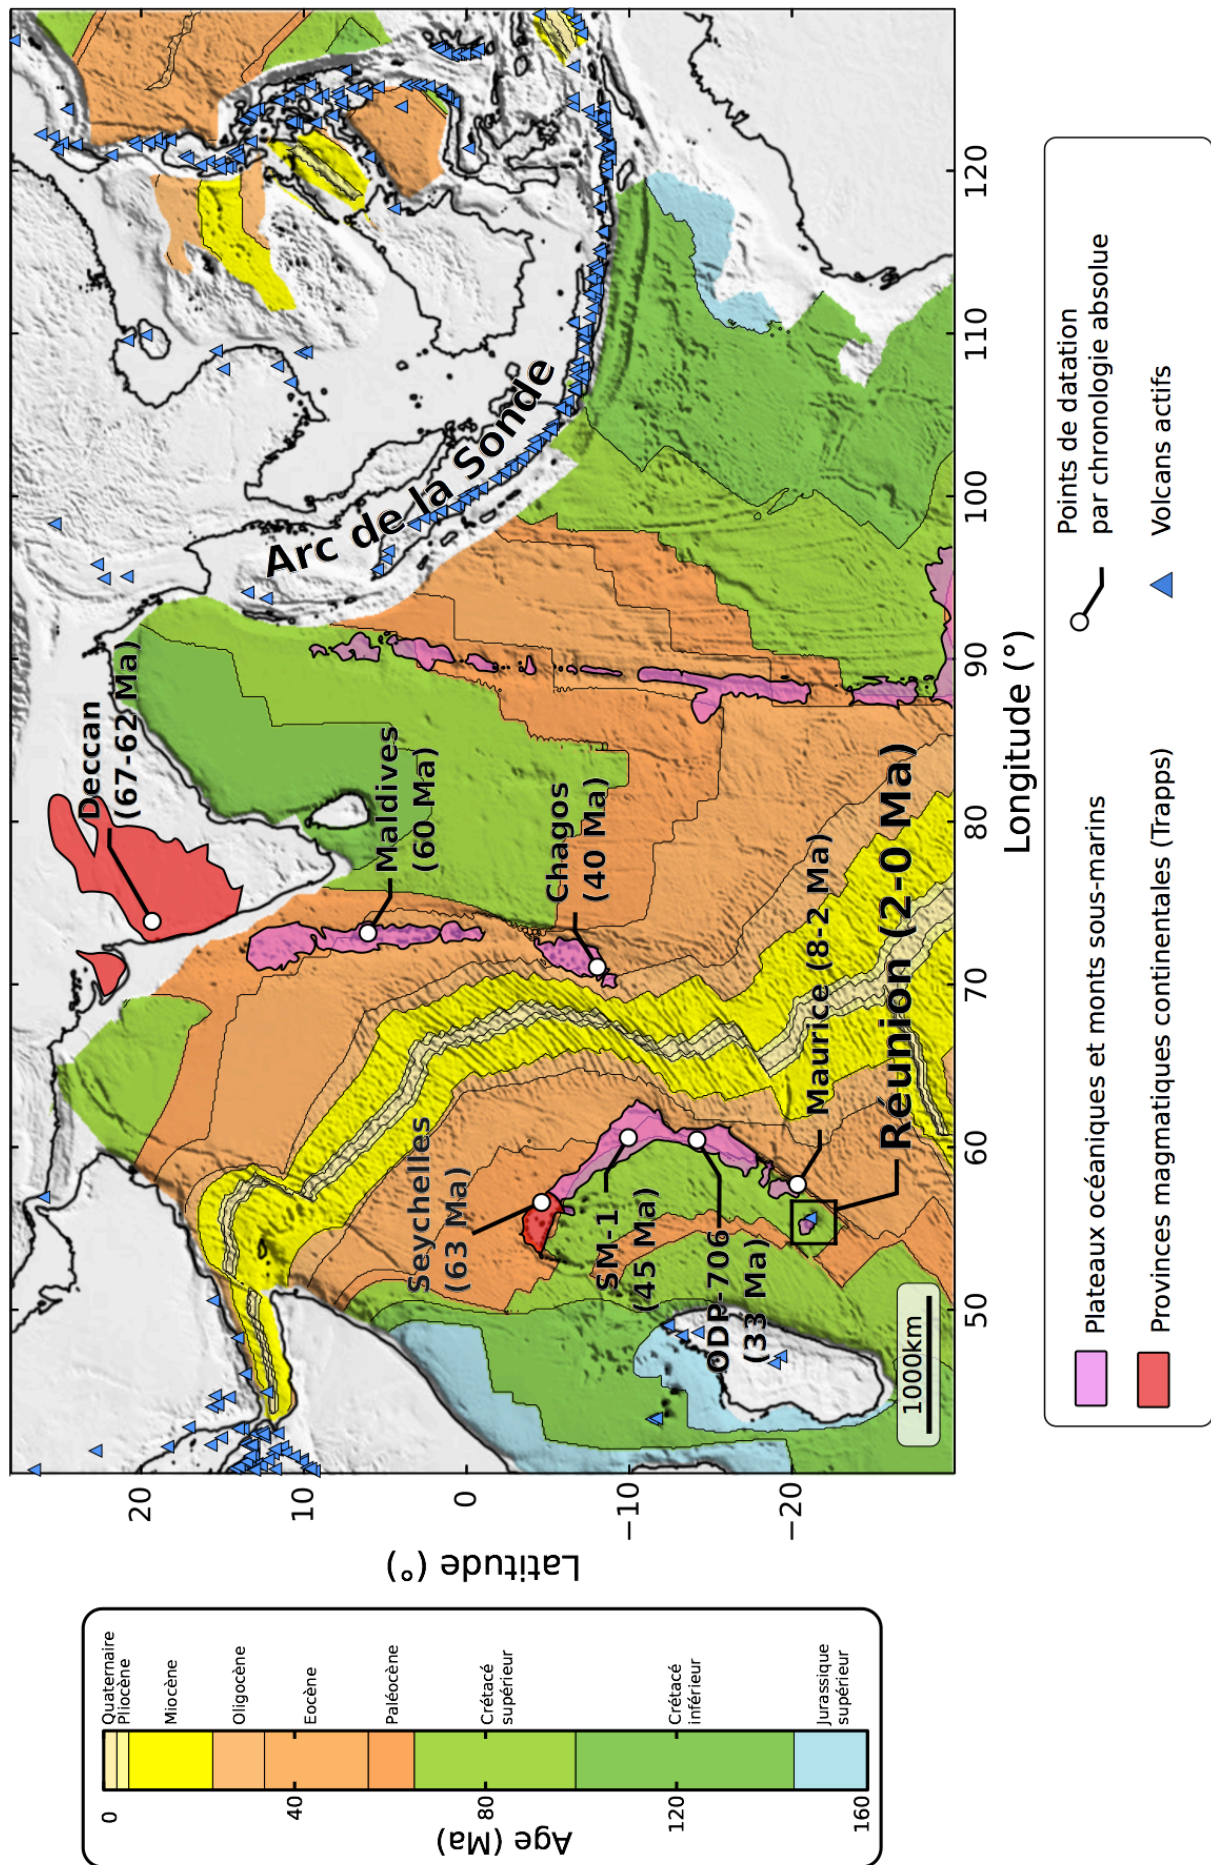 Quaternaire
Pliocène
Miocène
Oligocène
Eocène
Paléocène
Crétacé
supérieur
Crétacé
inférieur
Jurassique
supérieur
0
40
80
120
160
Age (Ma)
Latitude (°)
20
10
0
−10
−20
Deccan
(67-62 Ma)
Arc de la Sonde
Maldives
(60 Ma)
Chagos
(40 Ma)
Seychelles
(63 Ma)
SM-1
(45 Ma)
ODP-706
(33 Ma)
Maurice (8-2 Ma)
Réunion (2-0 Ma)
1000km
50
60
70
80
90
100
110
120
Longitude (°)
Plateaux océaniques et monts sous-marins
Provinces magmatiques continentales (Trapps)
Points de datation
par chronologie absolue
Volcans actifs